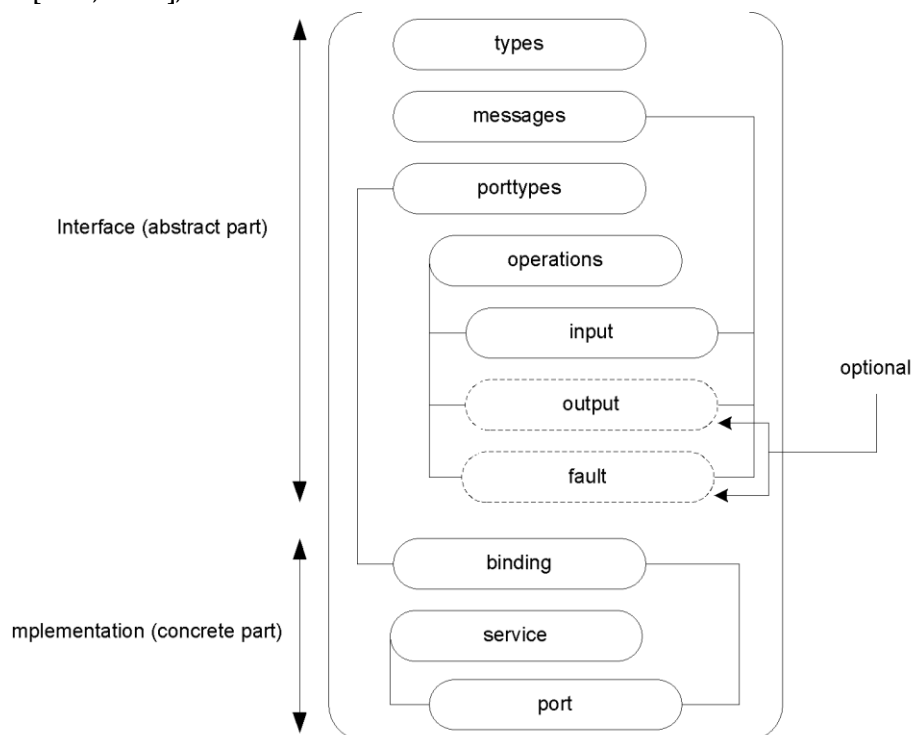 types
messages
porttypes
Interface (abstract part)
operations
input
optional
output
fault
binding
mplementation (concrete part)
service
port